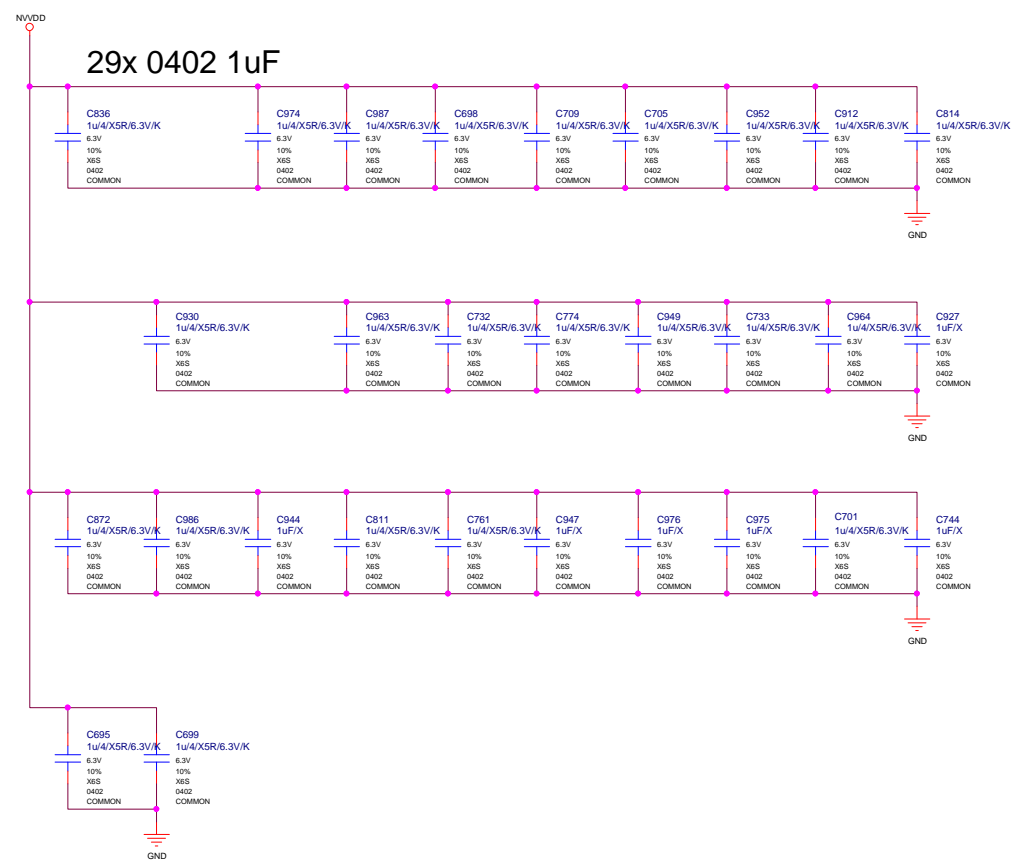 NVVDD
29x 0402 1uF
C836
1u/4/X5R/6.3V/K
6.3V
10%
X6S
0402
COMMON
C974
1u/4/X5R/6.3V/K
6.3V
10%
X6S
0402
COMMON
C987
1u/4/X5R/6.3V/K
6.3V
10%
X6S
0402
COMMON
C698
1u/4/X5R/6.3V/K
6.3V
10%
X6S
0402
COMMON
C709
1u/4/X5R/6.3V/K
6.3V
10%
X6S
0402
COMMON
C705
1u/4/X5R/6.3V/K
6.3V
10%
X6S
0402
COMMON
C952
1u/4/X5R/6.3V/K
6.3V
10%
X6S
0402
COMMON
C912
1u/4/X5R/6.3V/K
6.3V
10%
X6S
0402
COMMON
C814
1u/4/X5R/6.3V/K
6.3V
10%
X6S
0402
COMMON
GND
C930
1u/4/X5R/6.3V/K
6.3V
10%
X6S
0402
COMMON
C963
1u/4/X5R/6.3V/K
6.3V
10%
X6S
0402
COMMON
C732
1u/4/X5R/6.3V/K
6.3V
10%
X6S
0402
COMMON
C774
1u/4/X5R/6.3V/K
6.3V
10%
X6S
0402
COMMON
C949
1u/4/X5R/6.3V/K
6.3V
10%
X6S
0402
COMMON
C733
1u/4/X5R/6.3V/K
6.3V
10%
X6S
0402
COMMON
C964
1u/4/X5R/6.3V/K
6.3V
10%
X6S
0402
COMMON
C927
1uF/X
6.3V
10%
X6S
0402
COMMON
GND
C872
1u/4/X5R/6.3V/K
6.3V
10%
X6S
0402
COMMON
C986
1u/4/X5R/6.3V/K
6.3V
10%
X6S
0402
COMMON
C944
1uF/X
6.3V
10%
X6S
0402
COMMON
C811
1u/4/X5R/6.3V/K
6.3V
10%
X6S
0402
COMMON
C761
1u/4/X5R/6.3V/K
6.3V
10%
X6S
0402
COMMON
C947
1uF/X
6.3V
10%
X6S
0402
COMMON
C976
1uF/X
6.3V
10%
X6S
0402
COMMON
C975
1uF/X
6.3V
10%
X6S
0402
COMMON
C701
1u/4/X5R/6.3V/K
6.3V
10%
X6S
0402
COMMON
C744
1uF/X
6.3V
10%
X6S
0402
COMMON
GND
C695
1u/4/X5R/6.3V/K
6.3V
10%
X6S
0402
COMMON
C699
1u/4/X5R/6.3V/K
6.3V
10%
X6S
0402
COMMON
GND